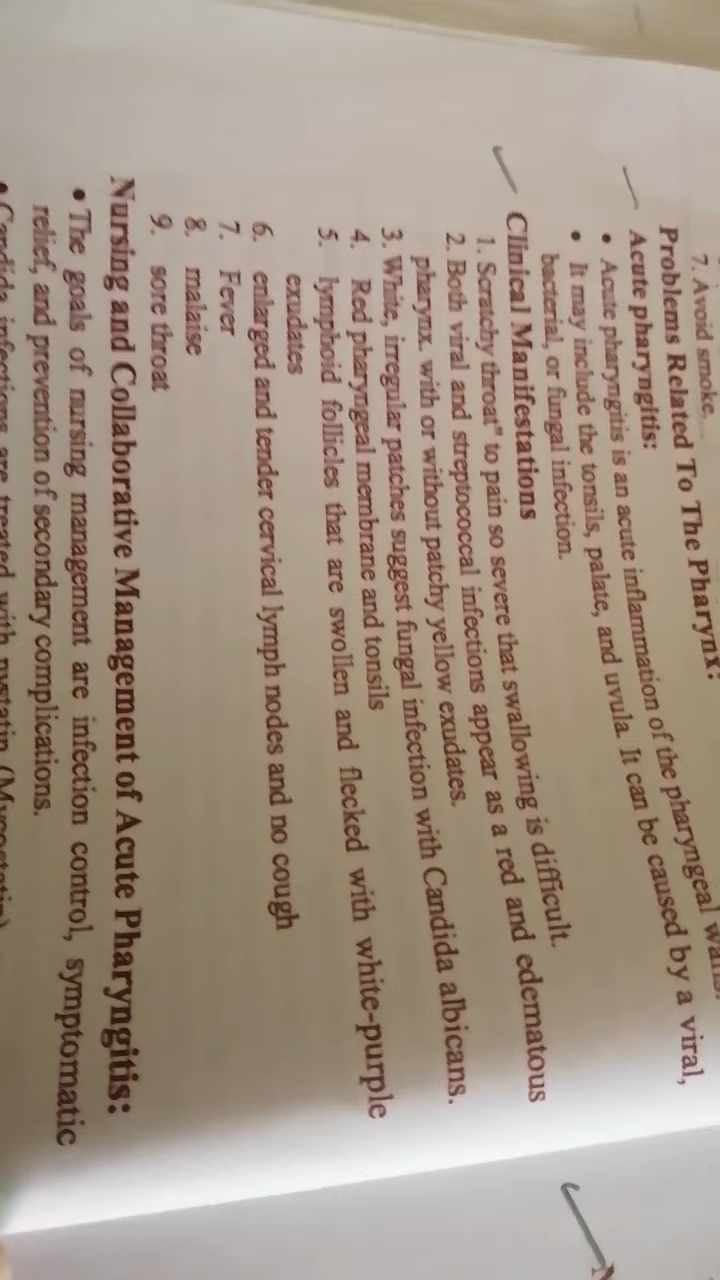 7. Avoid smoke.
Problems Related To The Pharynx:
Acute pharyngitis:
• Acute pharyngitis is an acute inflammation of the pharyngeal
• It may include the tonsils, palate, and uvula. It can be caused by a viral,
bacterial, or fungal infection.
Clinical Manifestations
1. Scratchy throat" to pain so severe that swallowing is difficult.
2. Both viral and streptococcal infections appear as a red and edematous
pharynx, with or without patchy yellow exudates.
3. White, irregular patches suggest fungal infection with Candida albicans.
4. Red pharyngeal membrane and tonsils
5. lymphoid follicles that are swollen and flecked with white-purple
exudates
6. enlarged and tender cervical lymph nodes and no cough
7. Fever
8. malaise
9. sore throat
Nursing and Collaborative Management of Acute Pharyngitis:
• The goals of nursing management are infection control, symptomatic
relief, and prevention of secondary complications.
• Candida infections are treated with nystatin (Mycostatin)